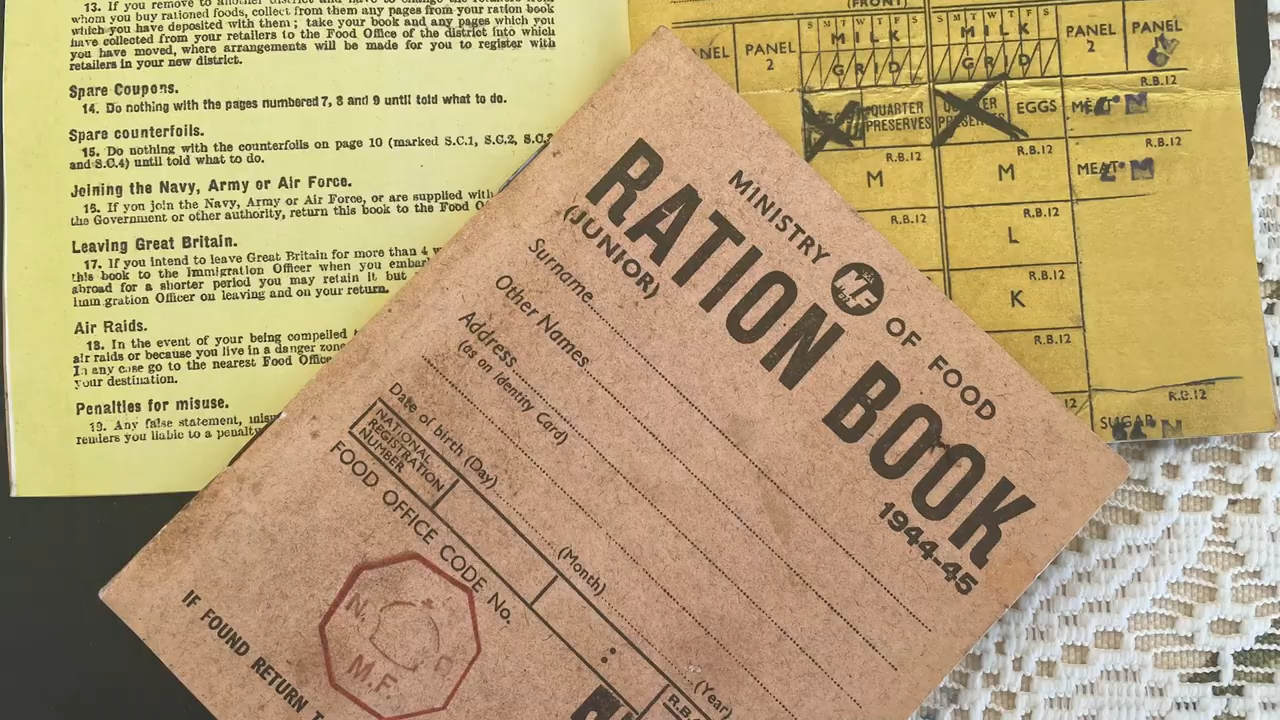 13. If you remove to another district and have to change the retailers from
whom you buy rationed foods, collect from them any pages from your ration book
which you have deposited with them; take your book and any pages which you
have collected from your retailers to the Food Office of the district into which
you have moved, where arrangements will be made for you to register with
retailers in your new district.
Spare Coupons.
14. Do nothing with the pages numbered 7, 8 and 9 until told what to do.
Spare counterfoils.
15. Do nothing with the counterfoils on page 10 (marked S.C.1, S.C.2, S.C.3
and S.C.4) until told what to do.
Joining the Navy, Army or Air Force.
16. If you join the Navy, Army or Air Force, or are supplied with
the Government or other authority, return this book to the Food
Leaving Great Britain.
17. If you intend to leave Great Britain for more than 4
this book to the Immigration Officer when you
abroad for a shorter period you may retain it but
Immigration Officer on leaving and on your return.
Air Raids.
18. In the event of your being compelled
air raids or because you live in a danger zone
In any case go to the nearest Food Office
your destination.
Penalties for misuse.
19. Any false statement,
renders you liable to a penalty
MINISTRY MF OF FOOD
RATION BOOK
(JUNIOR)
1944-45
Surname
Other Names
Address
(as on Identity Card)
Date of birth (Day)
(Month)
(Year)
NATIONAL
REGISTRATION
NUMBER
FOOD OFFICE CODE No.
N.
M.F.
IF FOUND RETURN
(FRONT)
PANEL
2
S M T W T F S
MILK
GRID
S M T W T F S
MILK
GRID
PANEL
2
PANEL
QUARTER
PRESERVES
EGGS
R.B.12
MEAT
R.B.12
M
R.B.12
M
R.B.12
MEAT
R.B.12
R.B.12
L
R.B.12
K
R.B.12
12
R.B.12
SUGAR